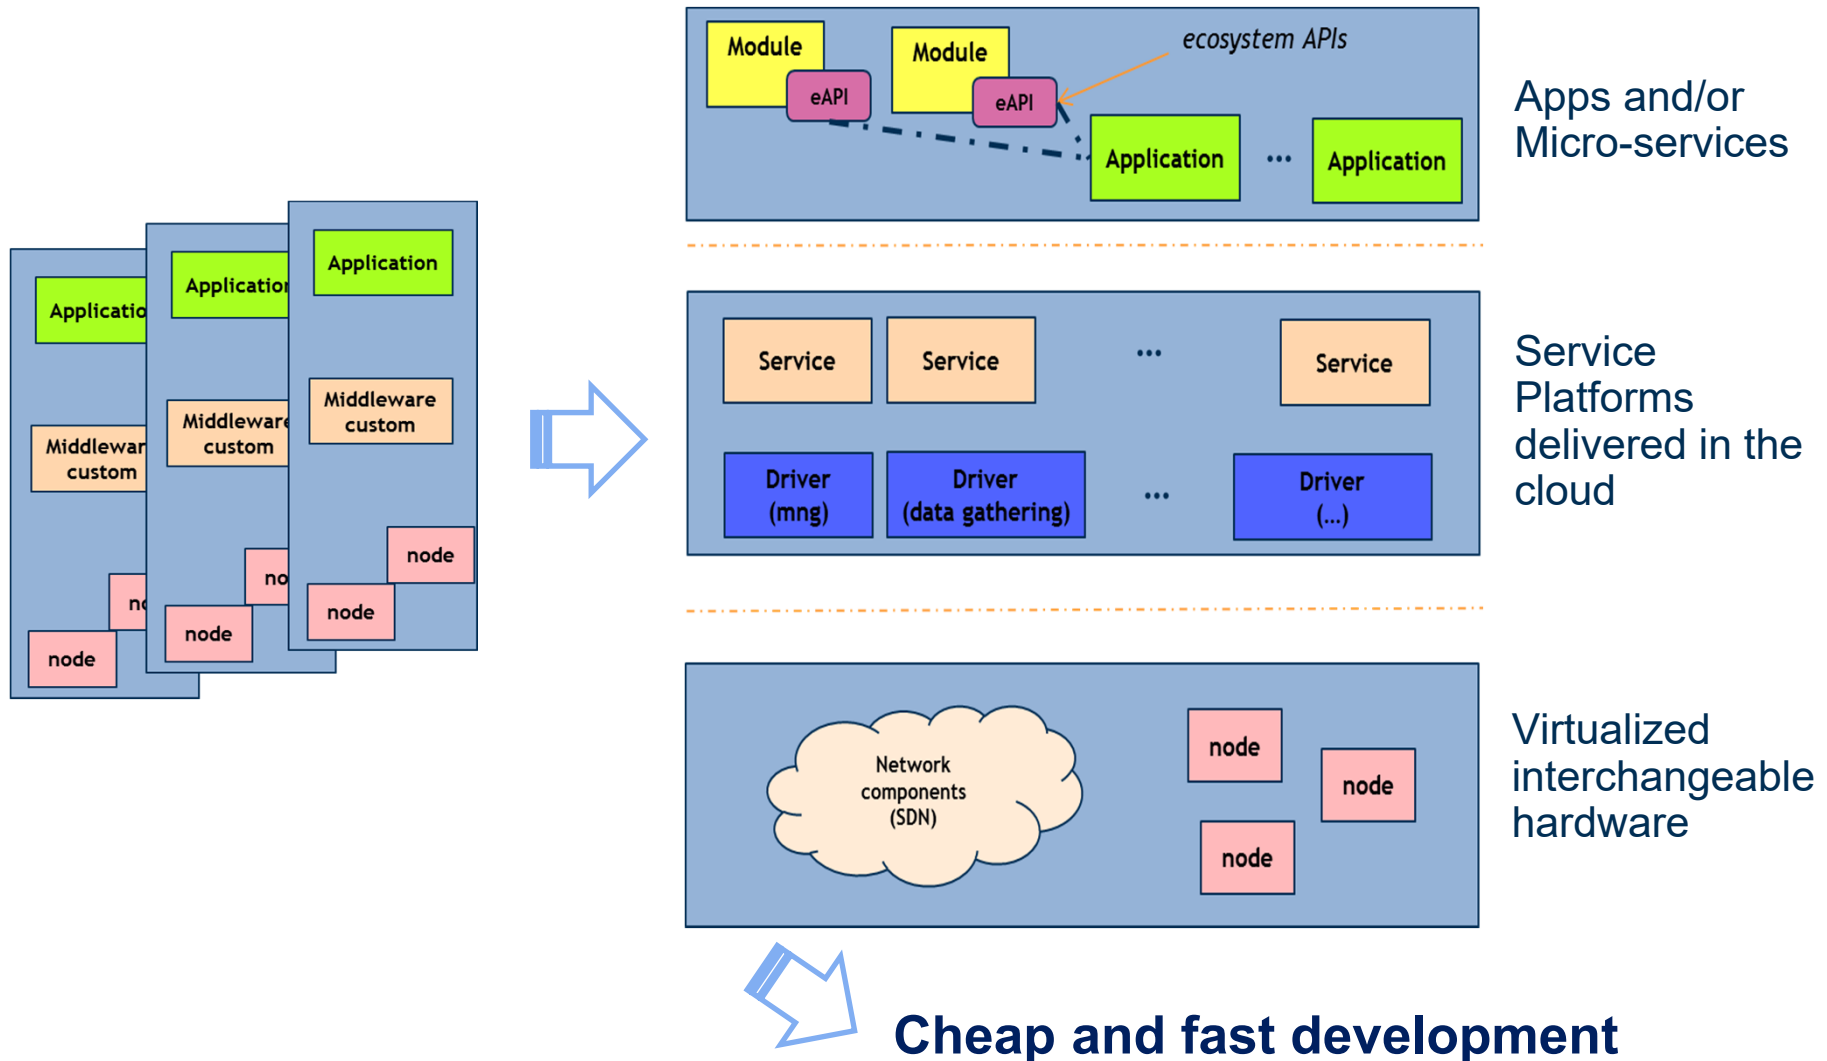 Applicatio
Middlewar
custom
no
node
Application
Middleware
custom
no
node
Application
Middleware
custom
node
node
Module
eAPI
Module
eAPI
ecosystem APIs
Application
...
Application
Apps and/or
Micro-services
Service
Service
...
Service
Driver
(mng)
Driver
(data gathering)
...
Driver
(...)
Service
Platforms
delivered in the
cloud
Network
components
(SDN)
node
node
node
Virtualized
interchangeable
hardware
Cheap and fast development